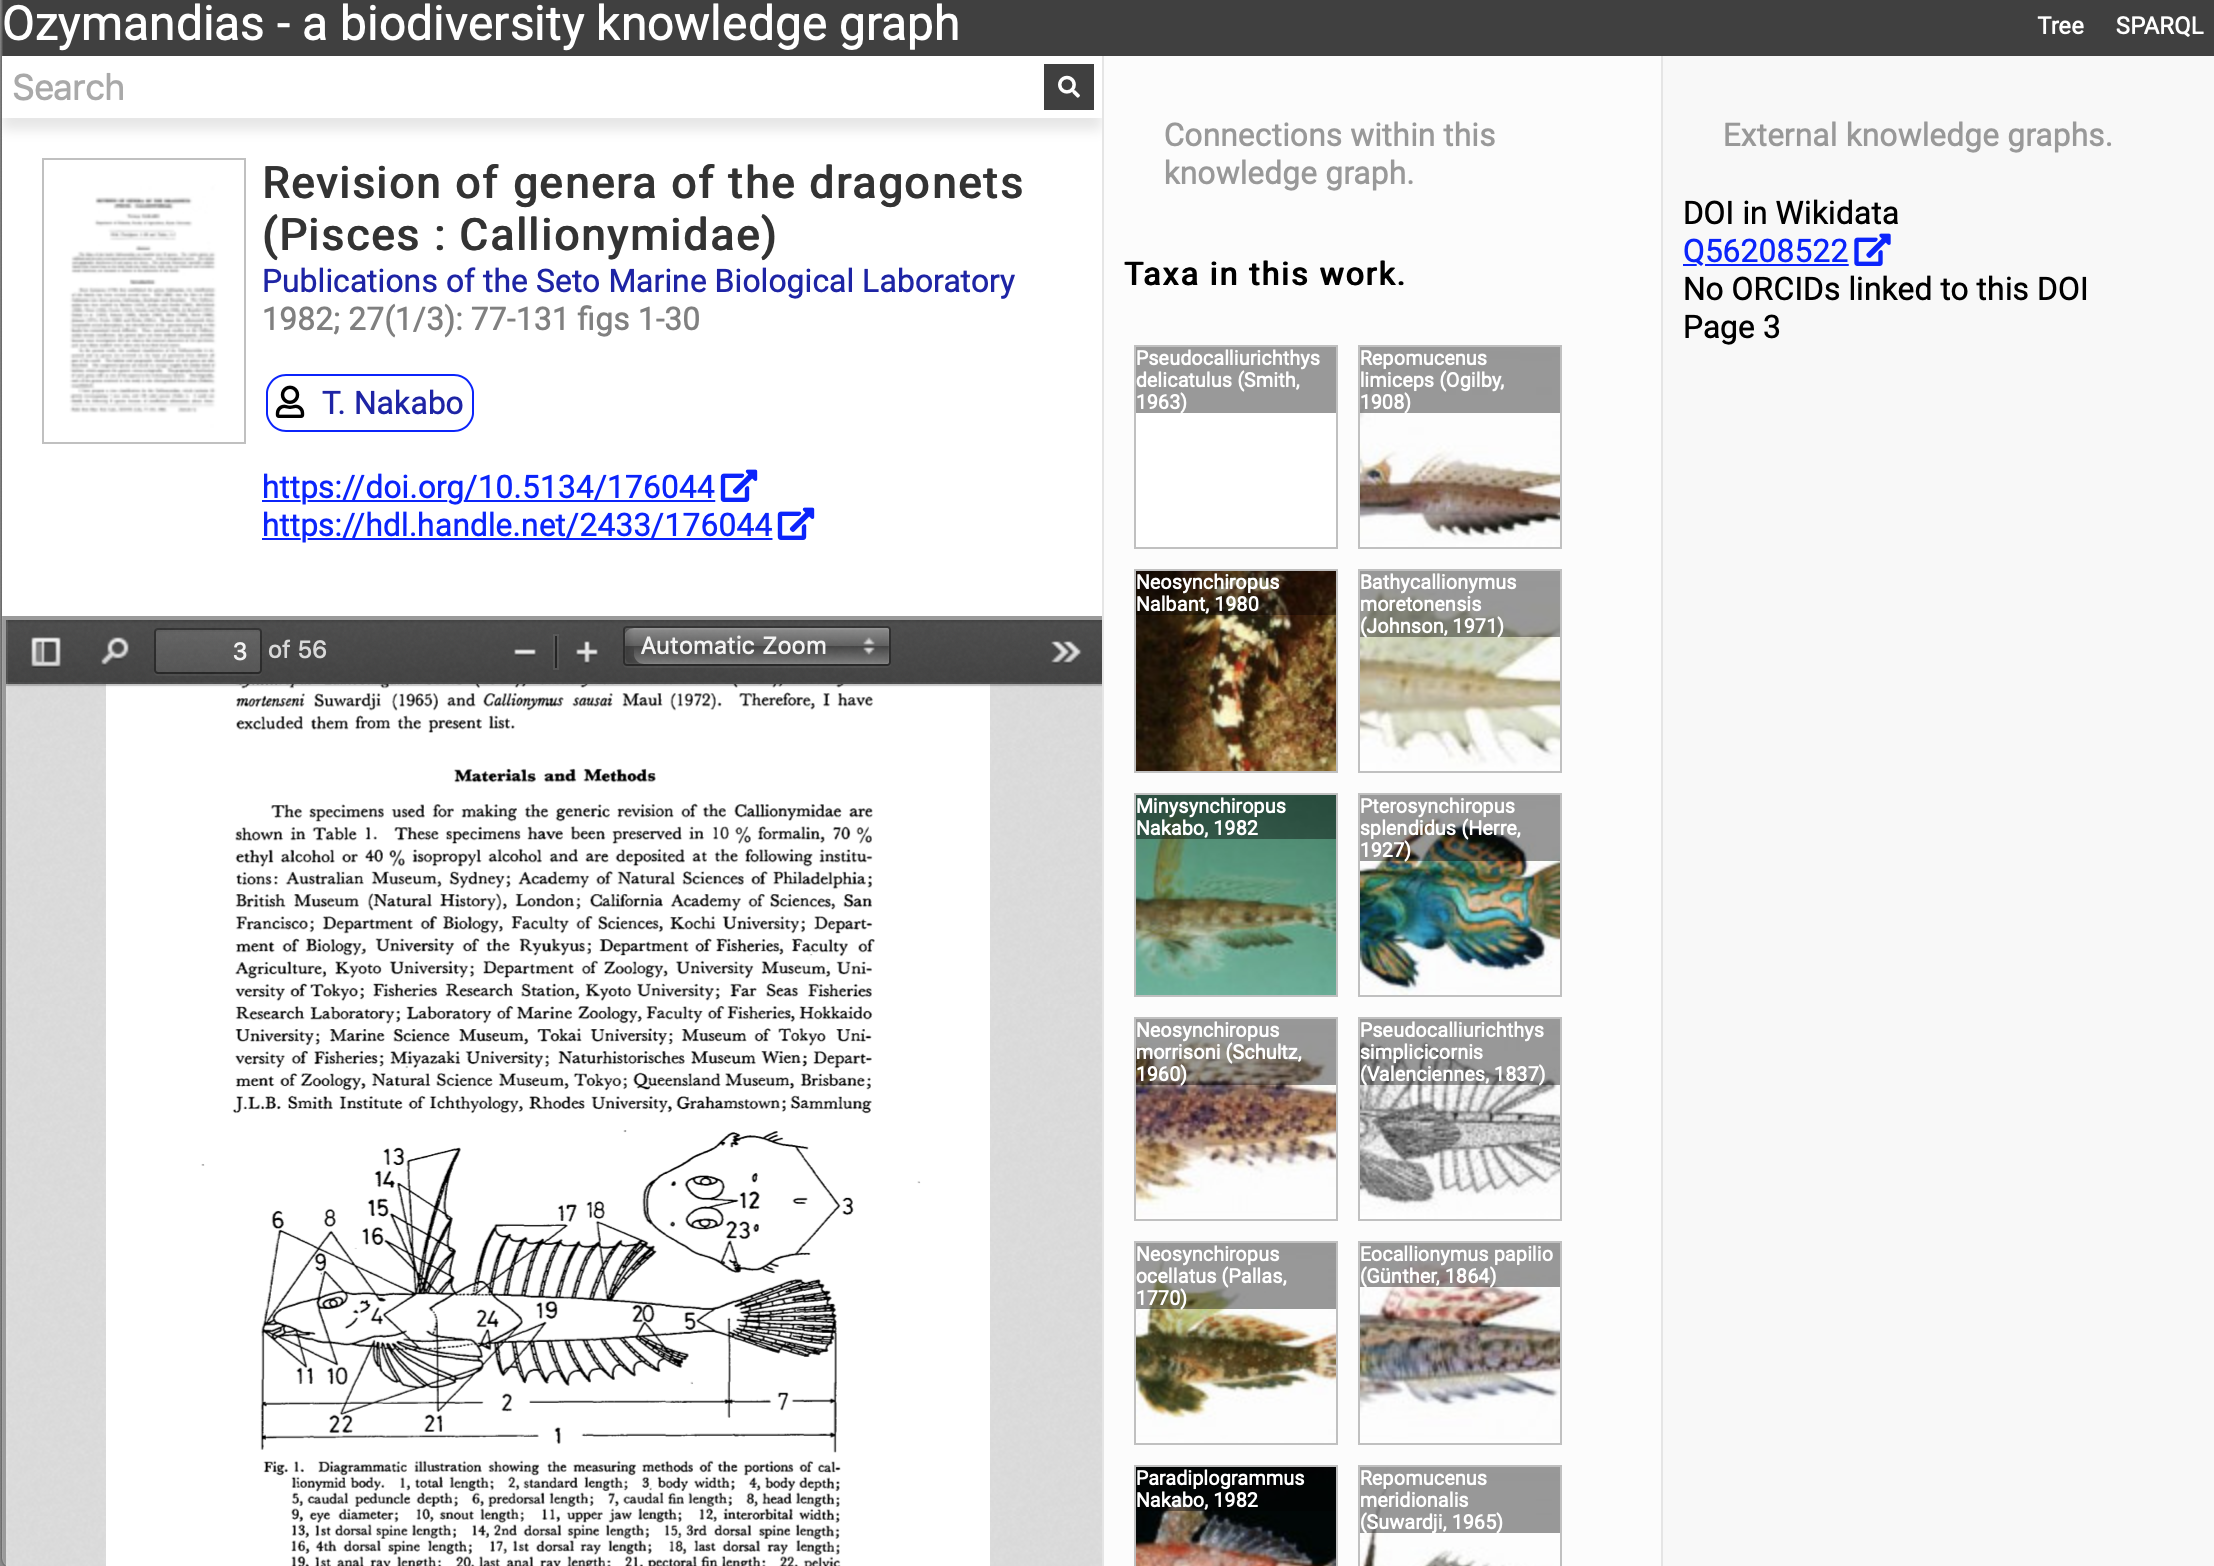 Ozymandias - a biodiversity knowledge graph
Tree SPARQL
Search
Revision of genera of the dragonets
(Pisces : Callionymidae)
Publications of the Seto Marine Biological Laboratory
1982; 27(1/3): 77-131 figs 1-30
T. Nakabo
https://doi.org/10.5134/176044
https://hdl.handle.net/2433/176044
3 of 56
Automatic Zoom
mortenseni Suwardji (1965) and Callionymus sausai Maul (1972). Therefore, I have
excluded them from the present list.
Materials and Methods
The specimens used for making the generic revision of the Callionymidae are
shown in Table 1. These specimens have been preserved in 10 % formalin, 70 %
ethyl alcohol or 40 % isopropyl alcohol and are deposited at the following institu-
tions: Australian Museum, Sydney; Academy of Natural Sciences of Philadelphia;
British Museum (Natural History), London; California Academy of Sciences, San
Francisco; Department of Biology, Faculty of Sciences, Kochi University; Depart-
ment of Biology, University of the Ryukyus; Department of Fisheries, Faculty of
Agriculture, Kyoto University; Department of Zoology, University Museum, Uni-
versity of Tokyo; Fisheries Research Station, Kyoto University; Far Seas Fisheries
Research Laboratory; Laboratory of Marine Zoology, Faculty of Fisheries, Hokkaido
University; Marine Science Museum, Tokai University; Museum of Tokyo Uni-
versity of Fisheries; Miyazaki University; Naturhistorisches Museum Wien; Depart-
ment of Zoology, Natural Science Museum, Tokyo; Queensland Museum, Brisbane;
J.L.B. Smith Institute of Ichthyology, Rhodes University, Grahamstown; Sammlung
13
14
15
16
6
8
9
17 18
12
23
3
4
24
19
20
5
11 10
2
7
22
21
1
Fig. 1. Diagrammatic illustration showing the measuring methods of the portions of cal-
lionymid body. 1, total length; 2, standard length; 3, body width; 4, body depth;
5, caudal peduncle depth; 6, predorsal length; 7, caudal fin length; 8, head length;
9, eye diameter; 10, snout length; 11, upper jaw length; 12, interorbital width;
13, 1st dorsal spine length; 14, 2nd dorsal spine length; 15, 3rd dorsal spine length;
16, 4th dorsal spine length; 17, 1st dorsal ray length; 18, last dorsal ray length;
19, 1st anal ray length; 20, last anal ray length; 21, pectoral fin length; 22, pelvic
Connections within this
knowledge graph.
Taxa in this work.
Pseudocalliurichthys
delicatulus (Smith,
1963)
Repomucenus
limiceps (Ogilby,
1908)
Neosynchiropus
Nalbant, 1980
Bathycallionymus
moretonensis
(Johnson, 1971)
Minysynchiropus
Nakabo, 1982
Pterosynchiropus
splendidus (Herre,
1927)
Neosynchiropus
morrisoni (Schultz,
1960)
Pseudocalliurichthys
simplicicornis
(Valenciennes, 1837)
Neosynchiropus
ocellatus (Pallas,
1770)
Eocallionymus papilio
(Günther, 1864)
Paradiplogrammus
Nakabo, 1982
Repomucenus
meridionalis
(Suwardji, 1965)
External knowledge graphs.
DOI in Wikidata
Q56208522
No ORCIDs linked to this DOI
Page 3